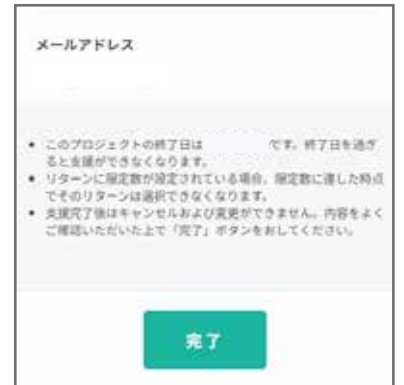 メールアドレス
• このプロジェクトの終了日は です。終了日を過ぎ
ると支援ができなくなります。
• リターンに限定数が設定されている場合、限定数に達した時点
でそのリターンは選択できなくなります。
• 支援完了後はキャンセルおよび変更ができません。内容をよく
ご確認いただいた上で「完了」ボタンをおしてください。
完了